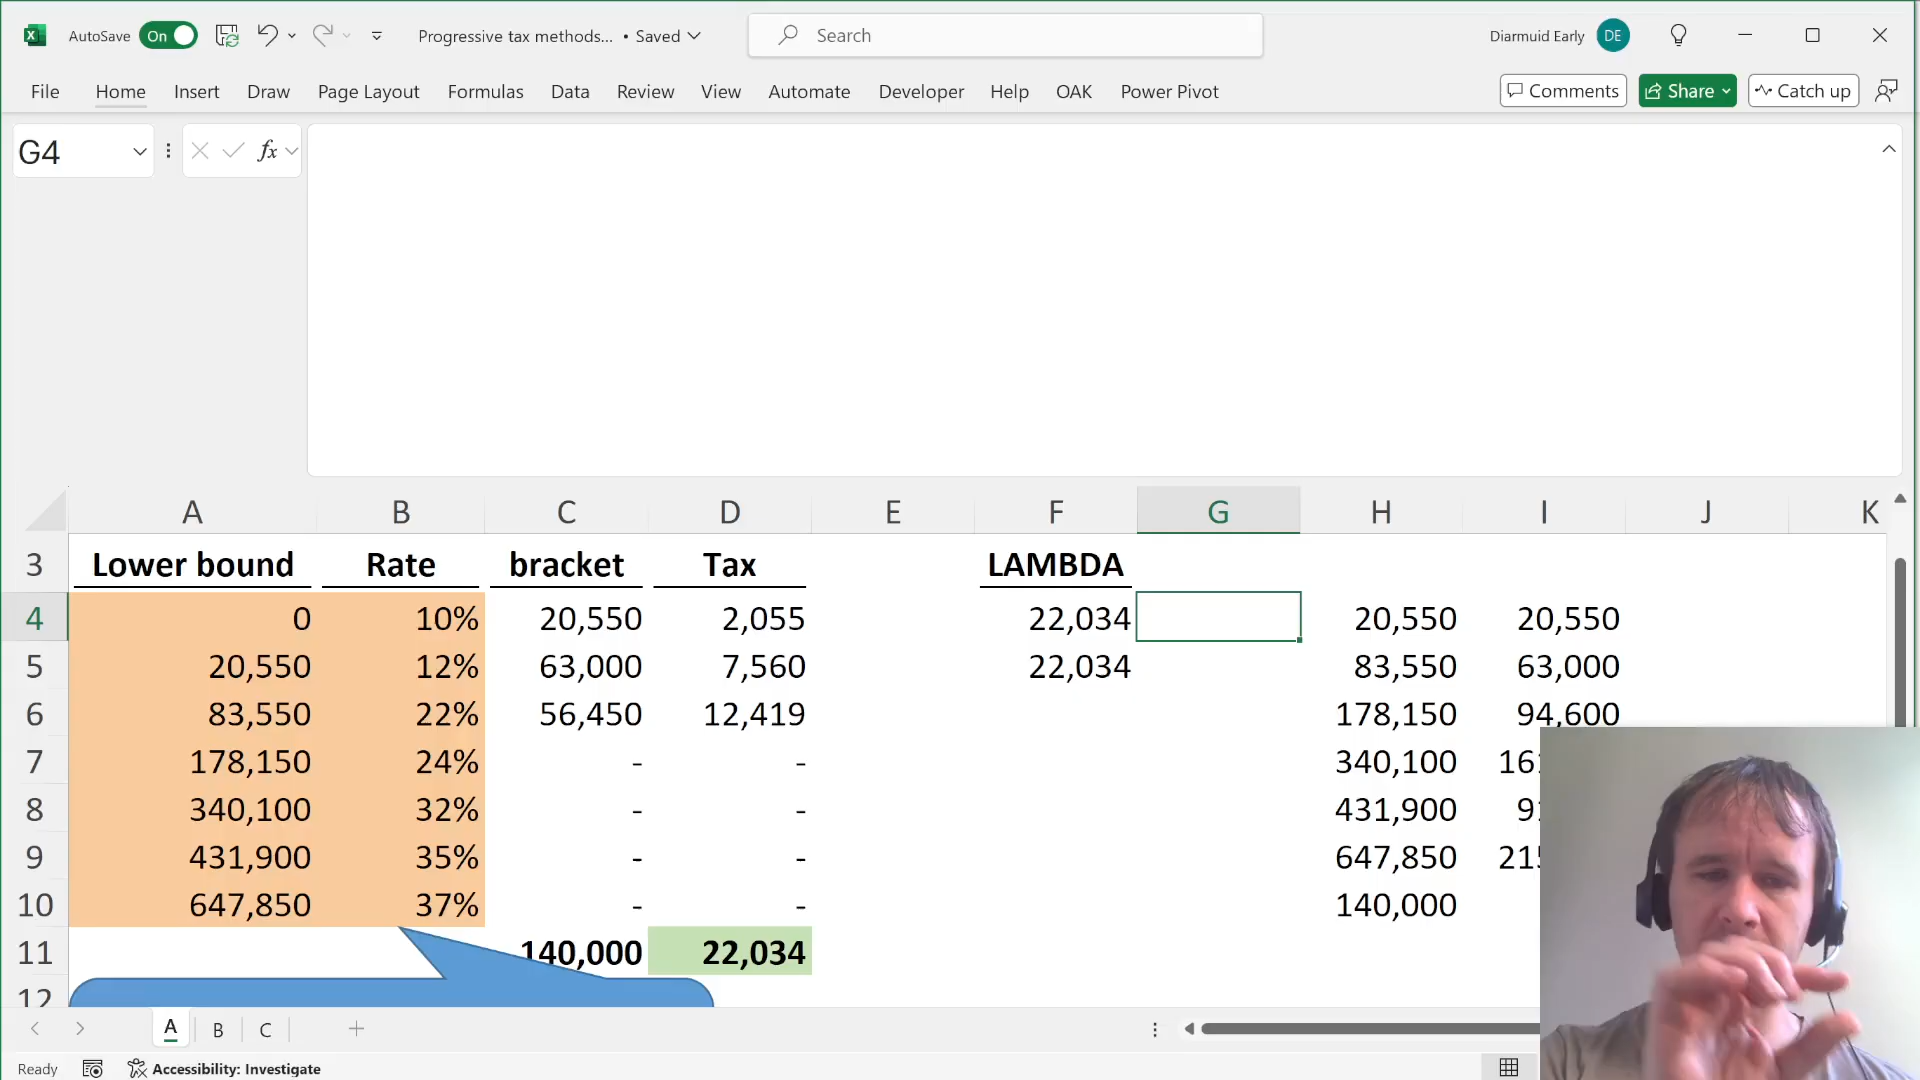 AutoSave On Progressive tax methods... • Saved Search Diarmuid Early DE
File Home Insert Draw Page Layout Formulas Data Review View Automate Developer Help OAK Power Pivot Comments Share Catch up
G4 fx
A B C D E F G H I J K
3 Lower bound Rate bracket Tax LAMBDA
4 0 10% 20,550 2,055 22,034 20,550 20,550
5 20,550 12% 63,000 7,560 22,034 83,550 63,000
6 83,550 22% 56,450 12,419 178,150 94,600
7 178,150 24% - - 340,100
8 340,100 32% - - 431,900
9 431,900 35% - - 647,850
10 647,850 37% - - 140,000
11 140,000 22,034
12
A B C
Ready Accessibility: Investigate